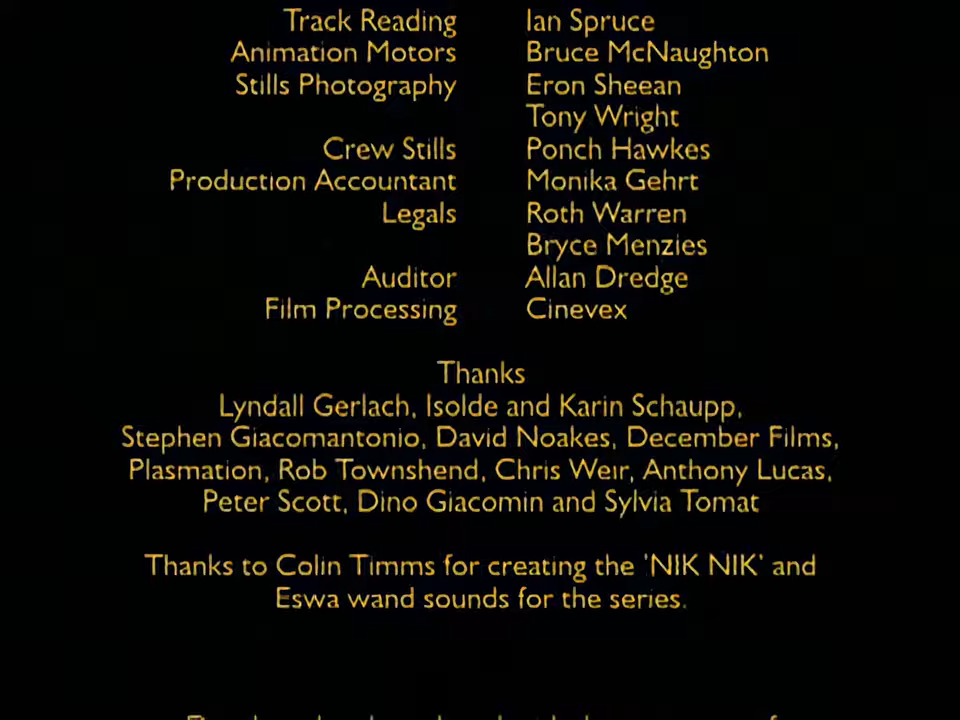 Track Reading Ian Spruce
Animation Motors Bruce McNaughton
Stills Photography Eron Sheean
Tony Wright
Crew Stills Ponch Hawkes
Production Accountant Monika Gehrt
Legals Roth Warren
Bryce Menzies
Auditor Allan Dredge
Film Processing Cinevex
Thanks
Lyndall Gerlach, Isolde and Karin Schaupp,
Stephen Giacomantonio, David Noakes, December Films,
Plasmation, Rob Townshend, Chris Weir, Anthony Lucas,
Peter Scott, Dino Giacomin and Sylvia Tomat
Thanks to Colin Timms for creating the 'NIK NIK' and
Eswa wand sounds for the series.